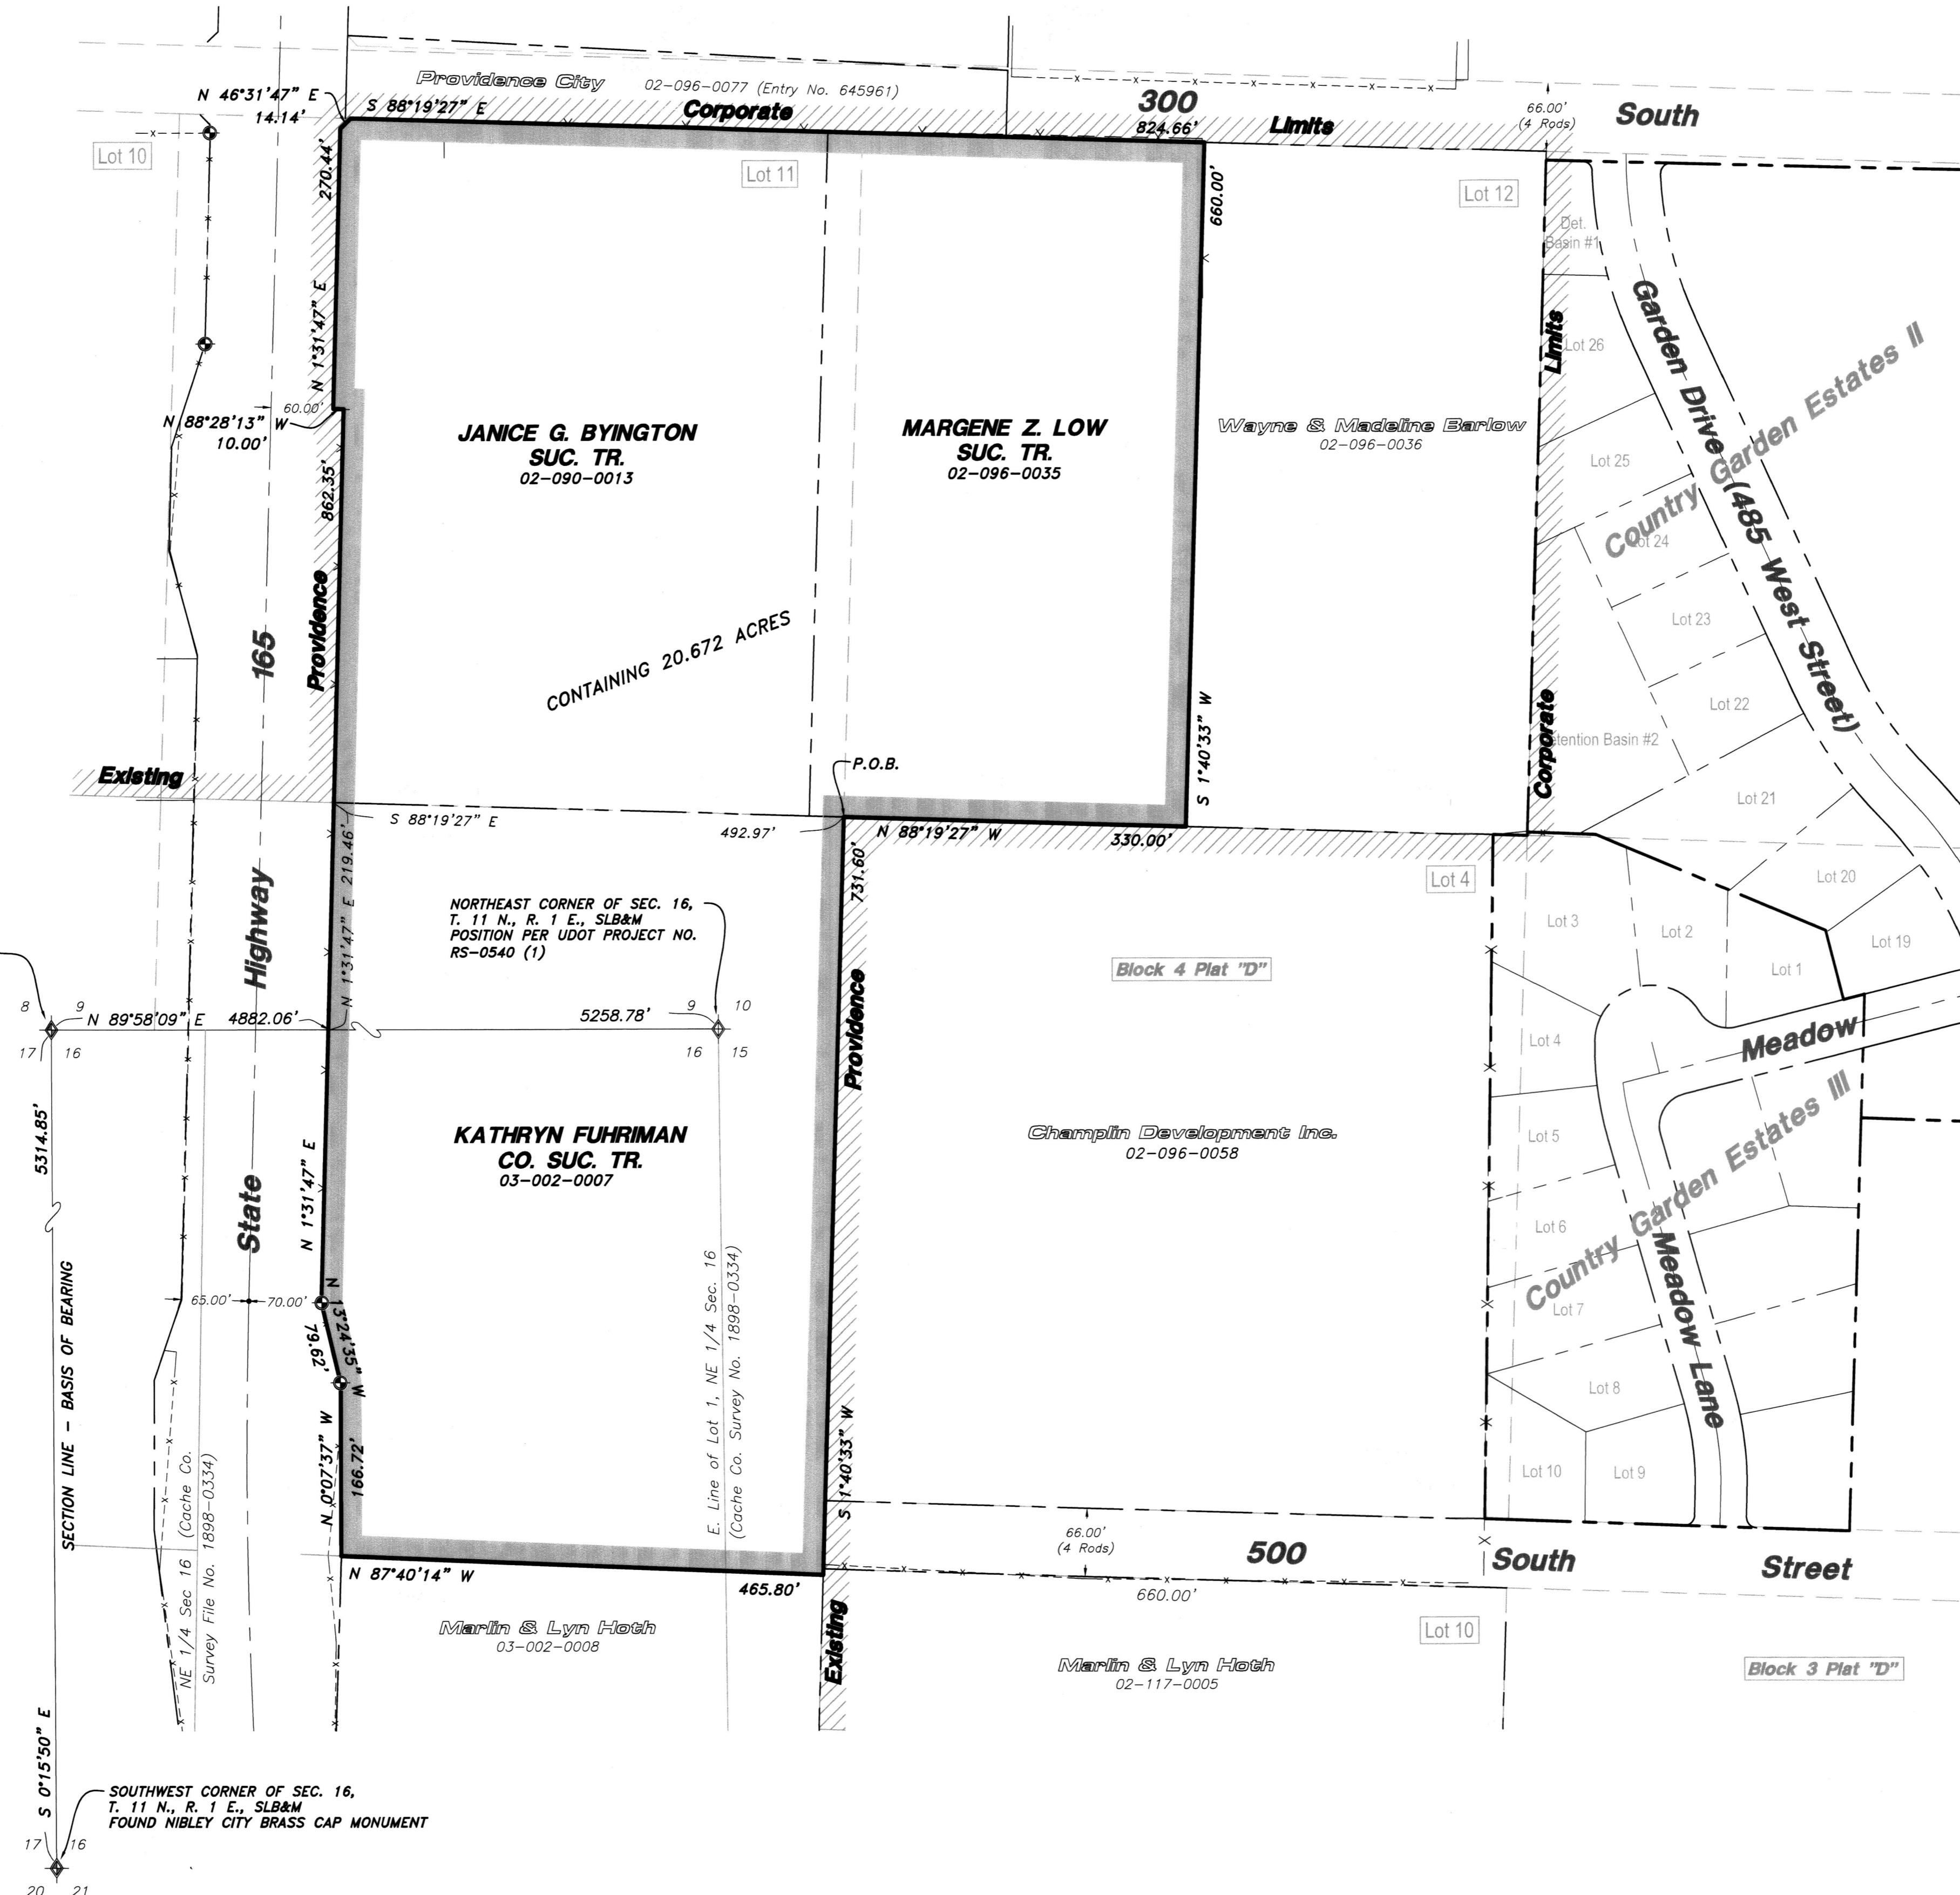 Providence City 02-096-0077 (Entry No. 645961)
N 46°31'47" E
14.14'
S 88°19'27" E
Corporate
300
824.66'
Limits
66.00'
(4 Rods)
South
Lot 10
Lot 11
Lot 12
270.44'
N 1°31'47" E
60.00'
N 88°28'13" W
10.00'
862.35'
660.00'
Det.
Basin #1
Limits
Lot 26
Garden Drive (485 West Street)
Country Garden Estates II
JANICE G. BYINGTON
SUC. TR.
02-090-0013
MARGENE Z. LOW
SUC. TR.
02-096-0035
Wayne & Madeline Barlow
02-096-0036
Lot 25
Lot 24
Lot 23
Lot 22
Lot 21
Lot 20
Lot 19
Providence
165
CONTAINING 20.672 ACRES
S 1°40'33" W
Corporate
Basin #2
Existing
P.O.B.
S 88°19'27" E
492.97'
N 88°19'27" W
330.00'
N 1°31'47" E 219.46'
731.60'
Lot 4
Highway
NORTHEAST CORNER OF SEC. 16,
T. 11 N., R. 1 E., SLB&M
POSITION PER UDOT PROJECT NO.
RS-0540 (1)
Block 4 Plat "D"
Lot 3
Lot 2
Lot 1
8 9
17 16
N 89°58'09" E 4882.06'
5258.78'
9 10
16 15
Providence
Lot 4
Meadow
5314.85'
N 1°31'47" E
KATHRYN FUHRIMAN
CO. SUC. TR.
03-002-0007
Champlin Development Inc.
02-096-0058
Lot 5
Lot 6
Lot 7
Lot 8
Lot 9
Lot 10
Country Garden Estates III
Meadow Lane
State
65.00'
70.00'
N 13°24'35" W
79.62'
SECTION LINE - BASIS OF BEARING
NE 1/4 Sec 16 (Cache Co.
Survey File No. 1898-0334)
E. Line of Lot 1, NE 1/4 Sec. 16
(Cache Co. Survey No. 1898-0334)
N 0°07'37" W
166.72'
S 1°40'33" W
66.00'
(4 Rods)
500
South
Street
N 87°40'14" W
465.80'
660.00'
Marlin & Lyn Hoth
03-002-0008
Existing
Marlin & Lyn Hoth
02-117-0005
Lot 10
Block 3 Plat "D"
S 0°15'50" E
SOUTHWEST CORNER OF SEC. 16,
T. 11 N., R. 1 E., SLB&M
FOUND NIBLEY CITY BRASS CAP MONUMENT
17 16
20 21